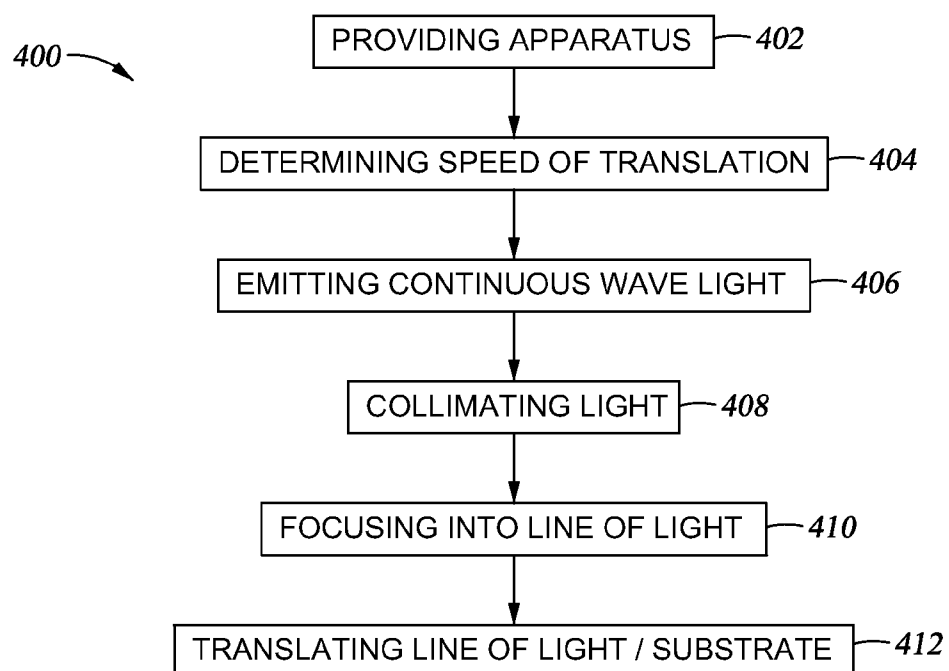 400
PROVIDING APPARATUS 402
DETERMINING SPEED OF TRANSLATION 404
EMITTING CONTINUOUS WAVE LIGHT 406
COLLIMATING LIGHT 408
FOCUSING INTO LINE OF LIGHT 410
TRANSLATING LINE OF LIGHT / SUBSTRATE 412